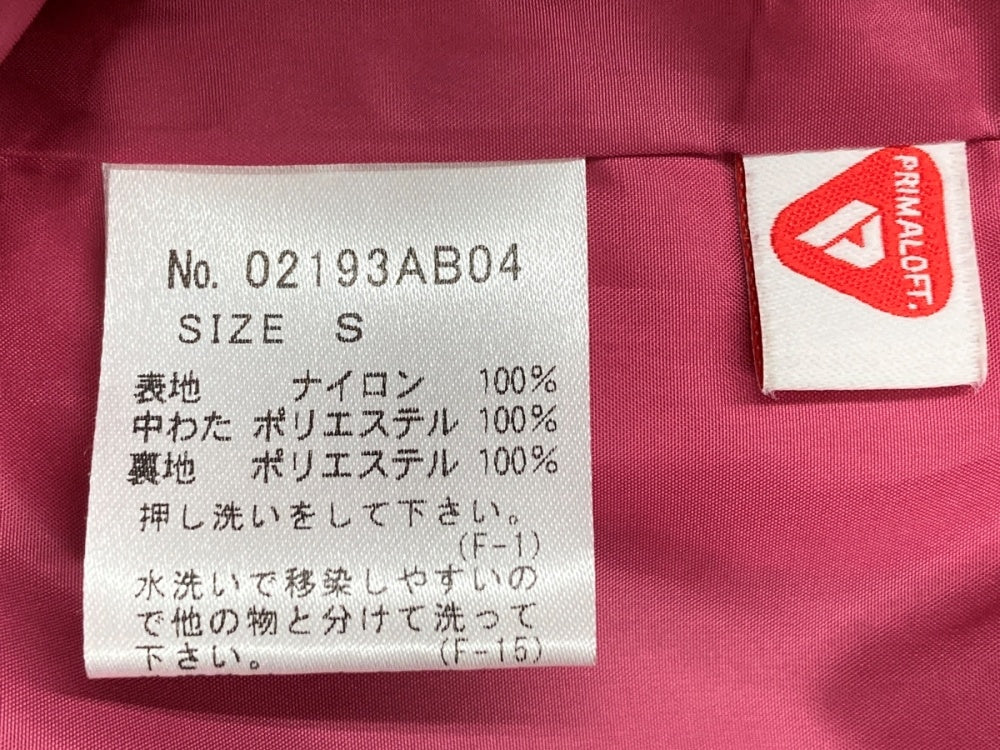 No. 02193AB04
SIZE S
表地 ナイロン 100%
中わた ポリエステル 100%
裏地 ポリエステル 100%
押し洗いをして下さい。
(F-1)
水洗いで移染しやすいの
で他の物と分けて洗って
下さい。 (F-15)
PRIMALOFT.